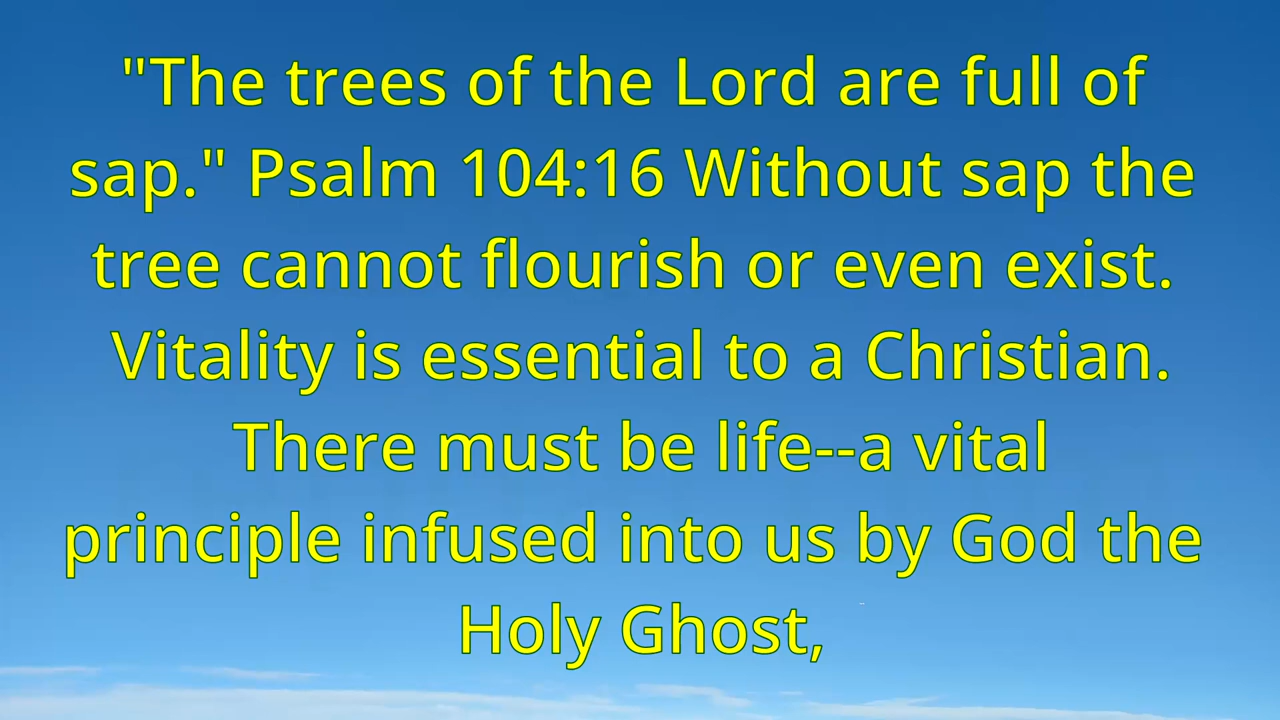 "The trees of the Lord are full of
sap." Psalm 104:16 Without sap the
tree cannot flourish or even exist.
Vitality is essential to a Christian.
There must be life--a vital
principle infused into us by God the
Holy Ghost,